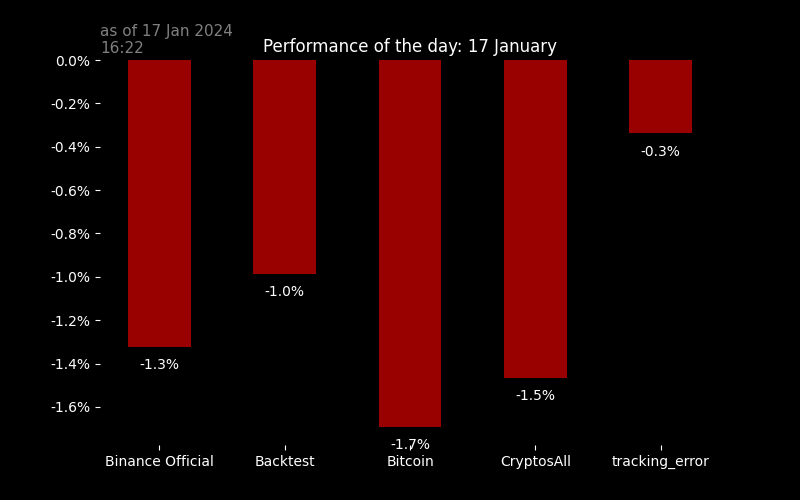 as of 17 Jan 2024
16:22
Performance of the day: 17 January
0.0%
-0.2%
-0.4%
-0.6%
-0.8%
-1.0%
-1.2%
-1.4%
-1.6%
-1.3%
-1.0%
-1.7%
-1.5%
-0.3%
Binance Official
Backtest
Bitcoin
CryptosAll
tracking_error